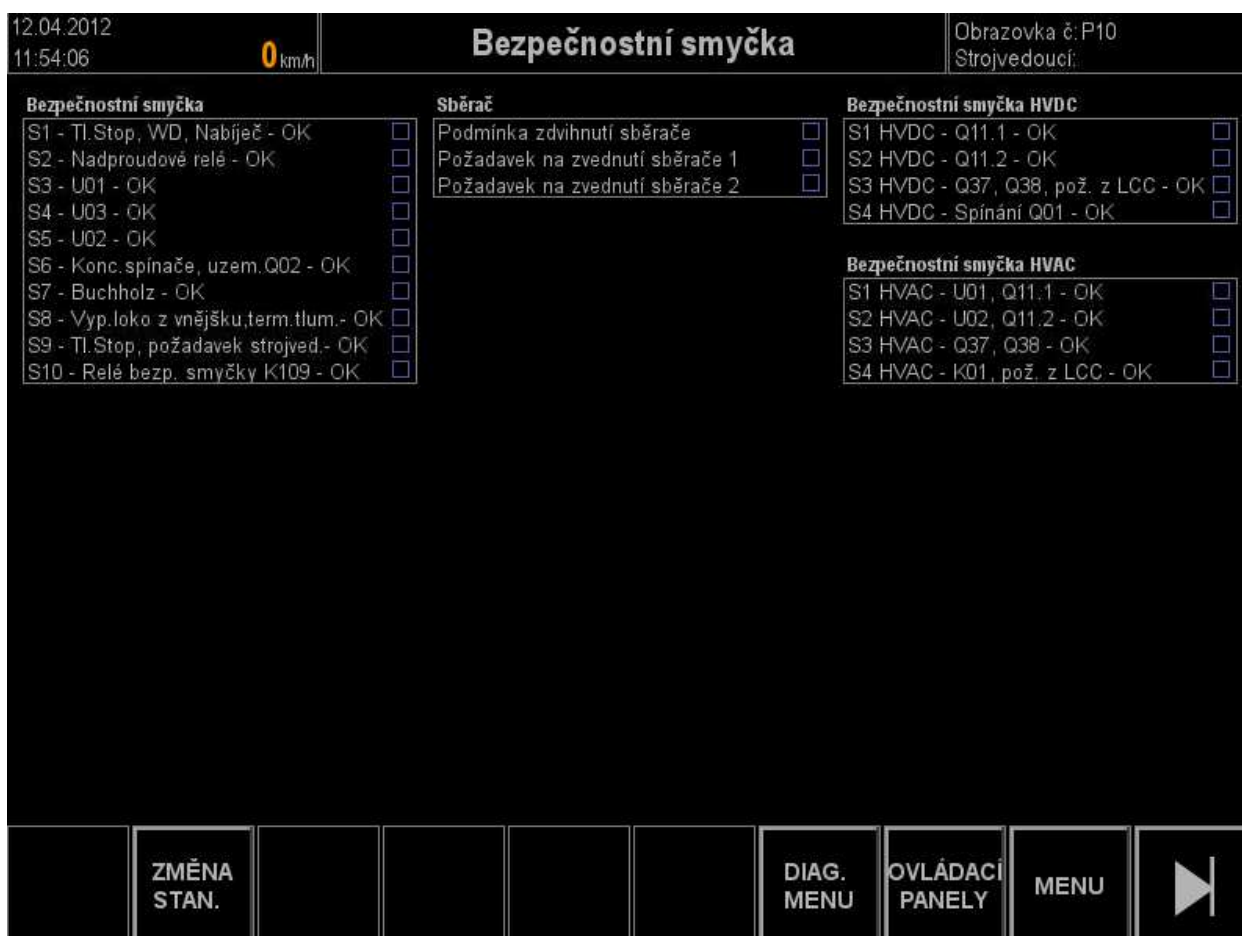 12.04.2012
11:54:06
0 km/h
Bezpečnostní smyčka
Obrazovka č: P10
Strojvedoucí:
Bezpečnostní smyčka
S1 - Tl.Stop, WD, Nabíječ - OK
S2 - Nadproudové relé - OK
S3 - U01 - OK
S4 - U03 - OK
S5 - U02 - OK
S6 - Konc.spínače, uzem.Q02 - OK
S7 - Buchholz - OK
S8 - Vyp.loko z vnějšku,term.tlum.- OK
S9 - Tl.Stop, požadavek strojved.- OK
S10 - Relé bezp. smyčky K109 - OK
Sběrač
Podmínka zdvihnutí sběrače
Požadavek na zvednutí sběrače 1
Požadavek na zvednutí sběrače 2
Bezpečnostní smyčka HVDC
S1 HVDC - Q11.1 - OK
S2 HVDC - Q11.2 - OK
S3 HVDC - Q37, Q38, pož. z LCC - OK
S4 HVDC - Spínání Q01 - OK
Bezpečnostní smyčka HVAC
S1 HVAC - U01, Q11.1 - OK
S2 HVAC - U02, Q11.2 - OK
S3 HVAC - Q37, Q38 - OK
S4 HVAC - K01, pož. z LCC - OK
ZMĚNA
STAN.
DIAG.
MENU
OVLÁDACÍ
PANELY
MENU